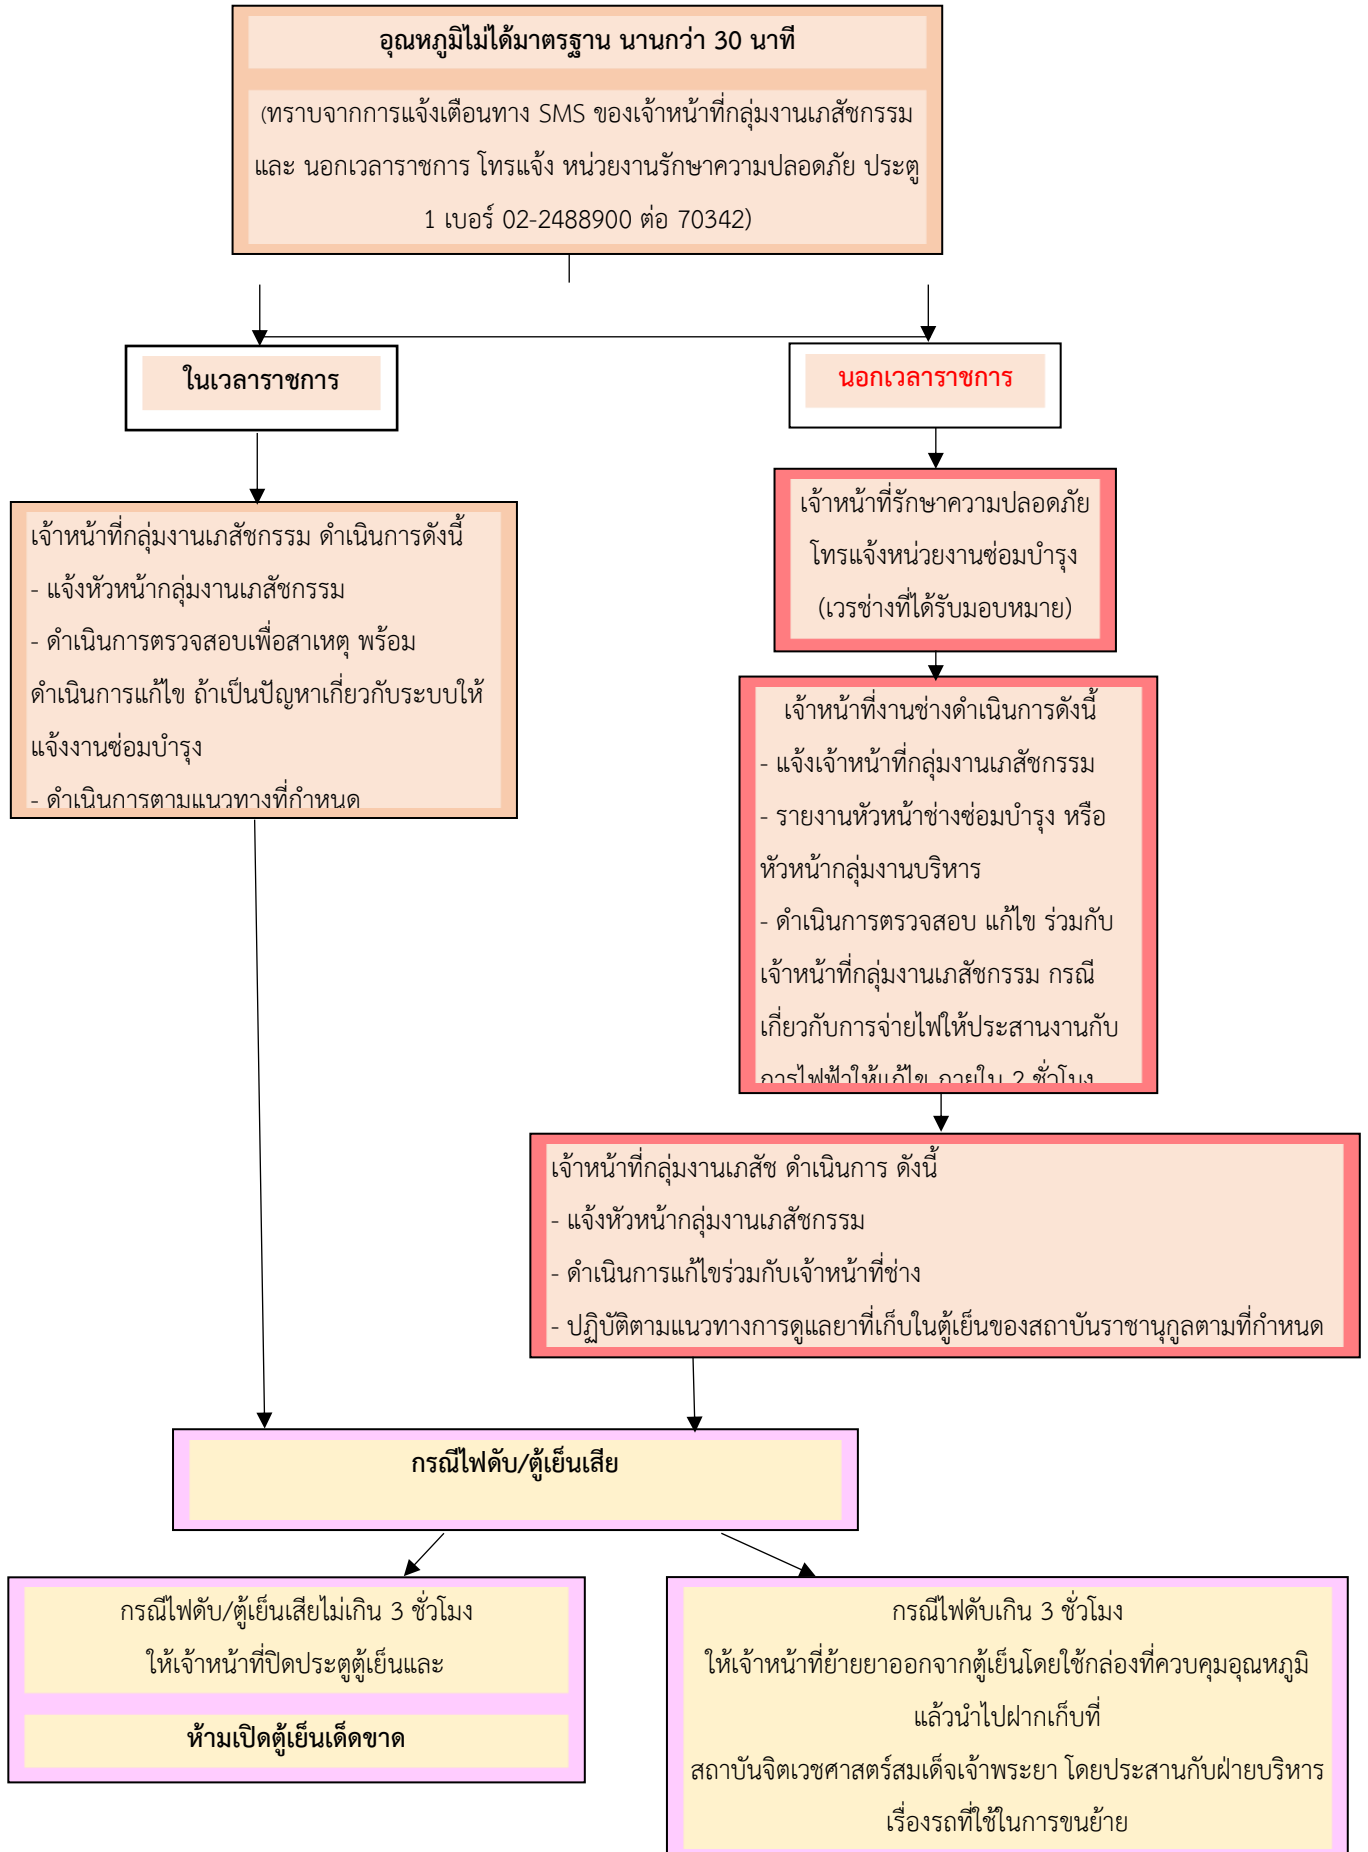 อุณหภูมิไม่ได้มาตรฐาน นานกว่า 30 นาที
(ทราบจากการแจ้งเตือนทาง SMS ของเจ้าหน้าที่กลุ่มงานเภสัชกรรม
และ นอกเวลาราชการ โทรแจ้ง หน่วยงานรักษาความปลอดภัย ประตู
1 เบอร์ 02-2488900 ต่อ 70342)
ในเวลาราชการ
นอกเวลาราชการ
เจ้าหน้าที่กลุ่มงานเภสัชกรรม ดำเนินการดังนี้
- แจ้งหัวหน้ากลุ่มงานเภสัชกรรม
- ดำเนินการตรวจสอบเพื่อสาเหตุ พร้อม
ดำเนินการแก้ไข ถ้าเป็นปัญหาเกี่ยวกับระบบให้
แจ้งงานซ่อมบำรุง
- ดำเนินการตามแนวทางที่กำหนด
เจ้าหน้าที่รักษาความปลอดภัย
โทรแจ้งหน่วยงานซ่อมบำรุง
(เวรช่างที่ได้รับมอบหมาย)
เจ้าหน้าที่งานช่างดำเนินการดังนี้
- แจ้งเจ้าหน้าที่กลุ่มงานเภสัชกรรม
- รายงานหัวหน้าช่างซ่อมบำรุง หรือ
หัวหน้ากลุ่มงานบริหาร
- ดำเนินการตรวจสอบ แก้ไข ร่วมกับ
เจ้าหน้าที่กลุ่มงานเภสัชกรรม กรณี
เกี่ยวกับการจ่ายไฟให้ประสานงานกับ
การไฟฟ้าให้แก้ไข ภายใน 2 ชั่วโมง
เจ้าหน้าที่กลุ่มงานเภสัช ดำเนินการ ดังนี้
- แจ้งหัวหน้ากลุ่มงานเภสัชกรรม
- ดำเนินการแก้ไขร่วมกับเจ้าหน้าที่ช่าง
- ปฏิบัติตามแนวทางการดูแลยาที่เก็บในตู้เย็นของสถาบันราชานุกูลตามที่กำหนด
กรณีไฟดับ/ตู้เย็นเสีย
กรณีไฟดับ/ตู้เย็นเสียไม่เกิน 3 ชั่วโมง
ให้เจ้าหน้าที่ปิดประตูตู้เย็นและ
ห้ามเปิดตู้เย็นเด็ดขาด
กรณีไฟดับเกิน 3 ชั่วโมง
ให้เจ้าหน้าที่ย้ายยาออกจากตู้เย็นโดยใช้กล่องที่ควบคุมอุณหภูมิ
แล้วนำไปฝากเก็บที่
สถาบันจิตเวชศาสตร์สมเด็จเจ้าพระยา โดยประสานกับฝ่ายบริหาร
เรื่องรถที่ใช้ในการขนย้าย